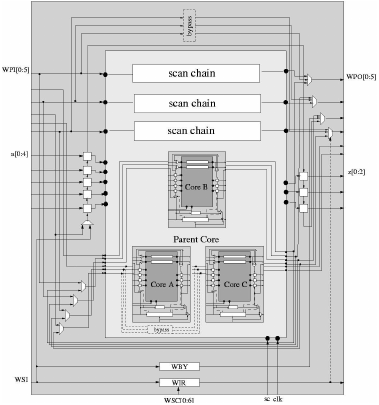 bypass
WPI[0:5]
WPO[0:5]
scan chain
scan chain
scan chain
a[0:4]
z[0:2]
Core B
Parent Core
Core A
Core C
bypass
WSI
WBY
WIR
WSC[0:6]
sc clk